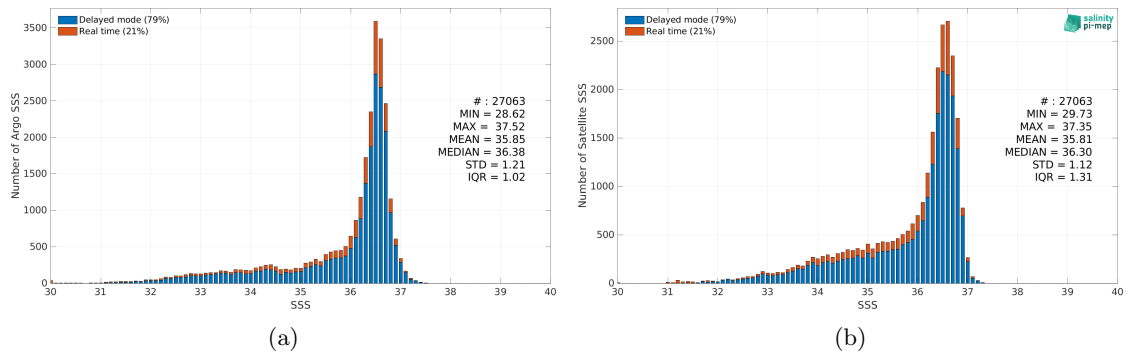 Delayed mode (79%)
Real time (21%)
Number of Argo SSS
3500
3000
2500
2000
1500
1000
500
0
# : 27063
MIN = 28.62
MAX = 37.52
MEAN = 35.85
MEDIAN = 36.38
STD = 1.21
IQR = 1.02
30 31 32 33 34 35 36 37 38 39 40
SSS
(a)
Delayed mode (79%)
Real time (21%)
salinity
pi-mep
Number of Satellite SSS
2500
2000
1500
1000
500
0
# : 27063
MIN = 29.73
MAX = 37.35
MEAN = 35.81
MEDIAN = 36.30
STD = 1.12
IQR = 1.31
30 31 32 33 34 35 36 37 38 39 40
SSS
(b)